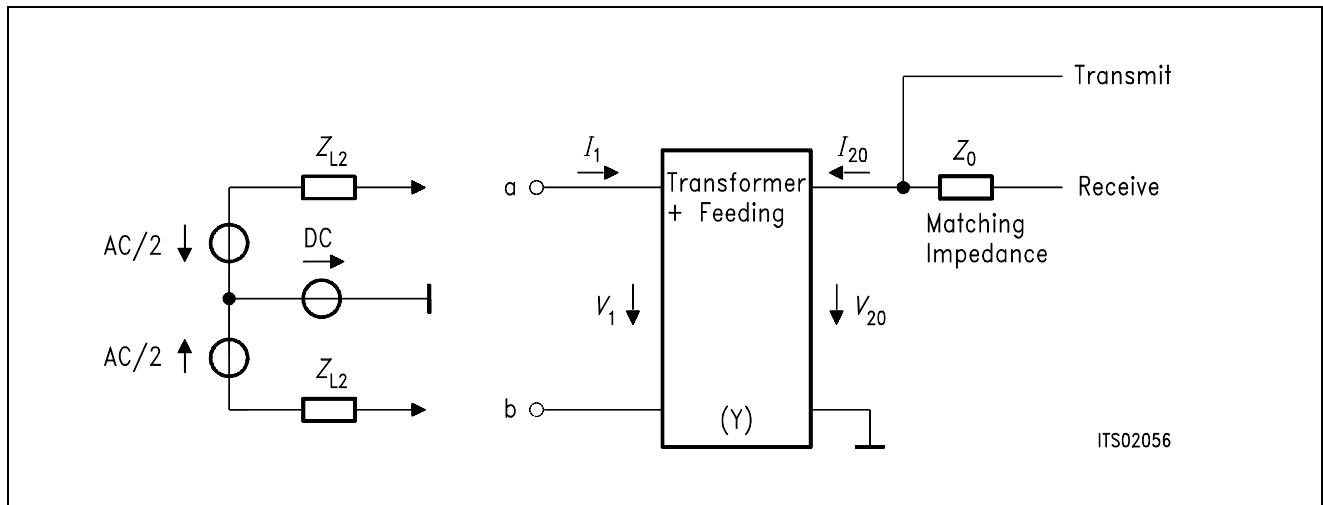 Transmit
Z_L2
I_1
I_20
Z_0
a
Transformer
+ Feeding
Receive
Matching
Impedance
AC/2
DC
V_1
V_20
AC/2
Z_L2
b
(Y)
ITS02056